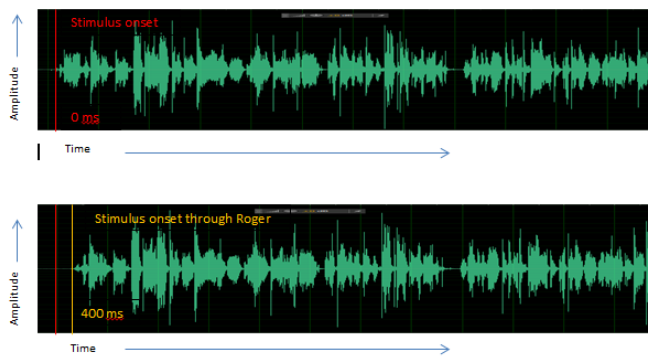 Stimulus onset
Amplitude
0 ms
Time
Stimulus onset through Roger
Amplitude
400 ms
Time